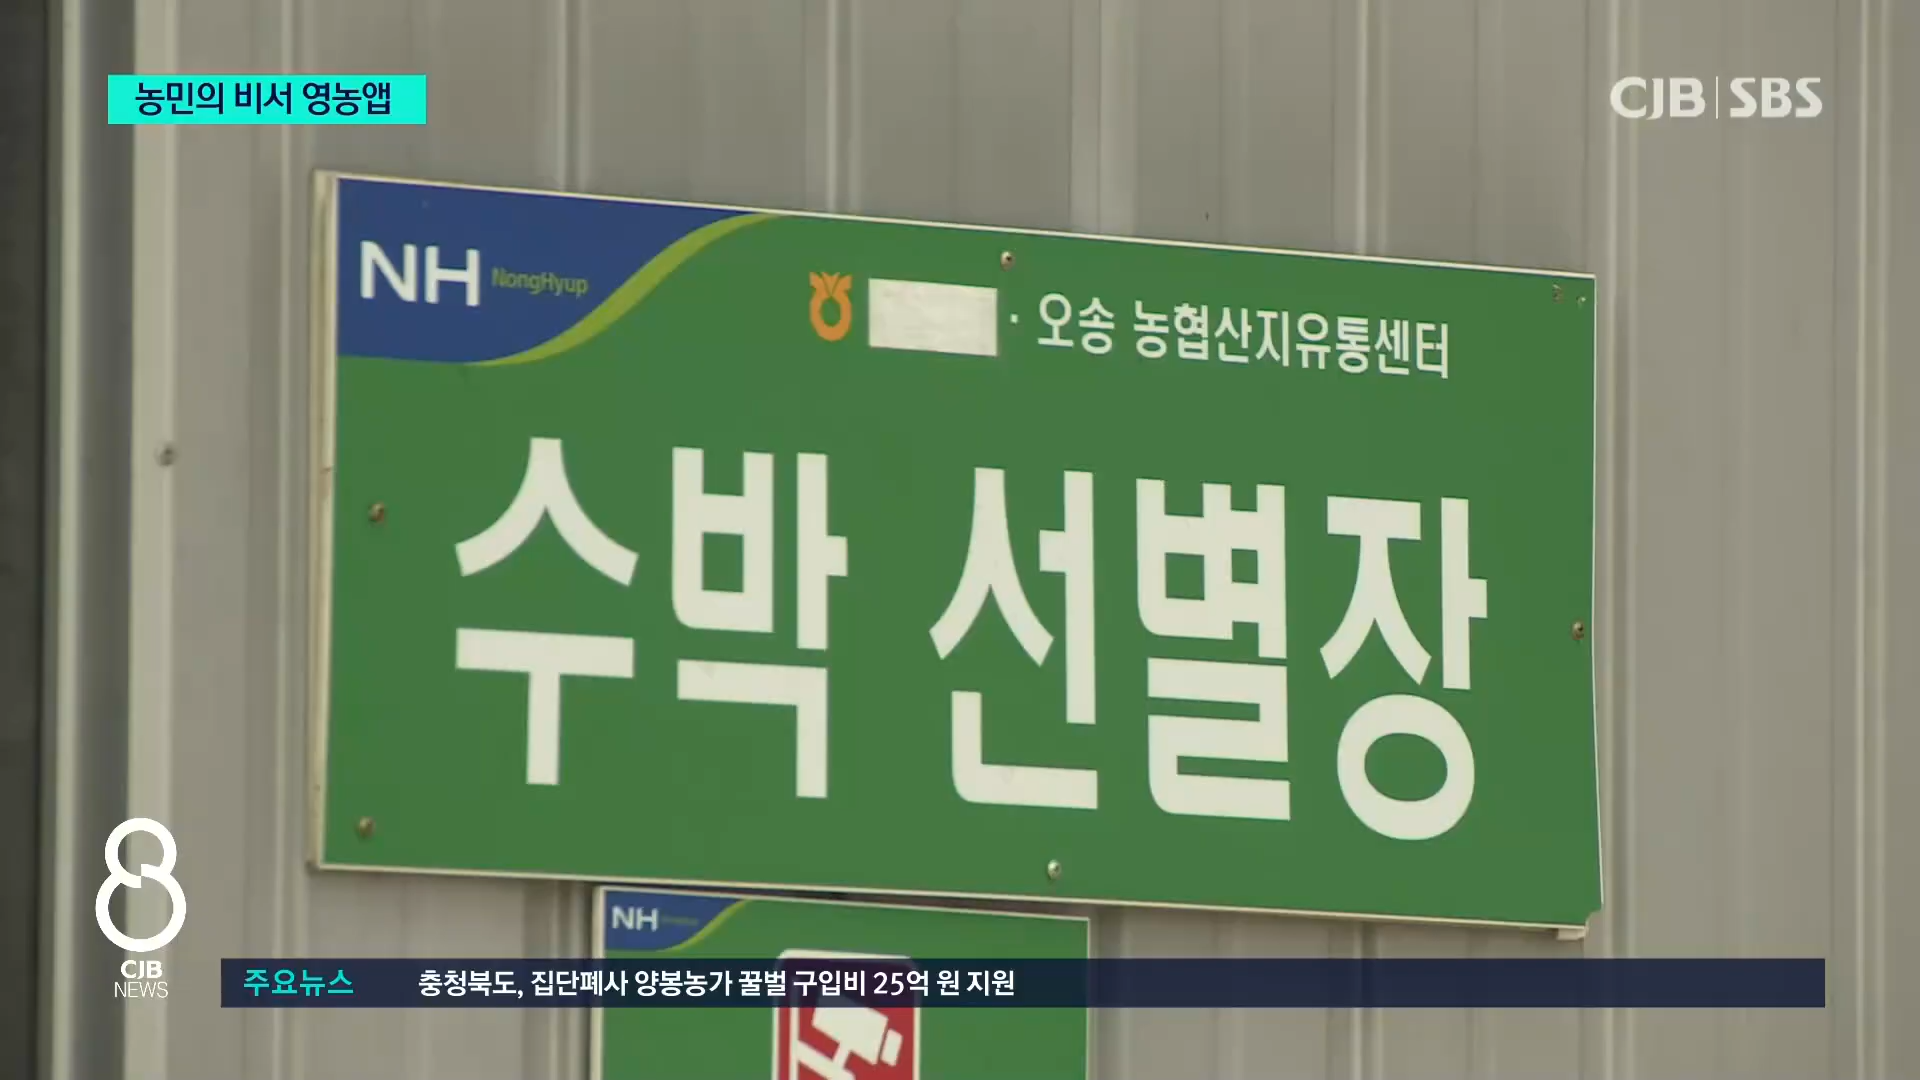 농민의 비서 영농앱
CJB SBS
NH NongHyup
· 오송 농협산지유통센터
수박 선별장
NH
8
CJB
NEWS
주요뉴스 충청북도, 집단폐사 양봉농가 꿀벌 구입비 25억 원 지원